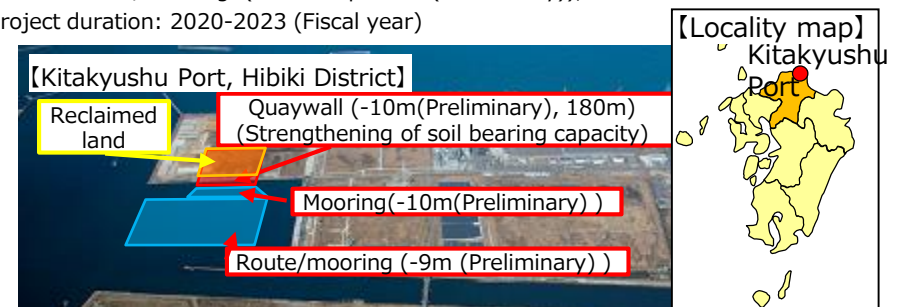 roject duration: 2020-2023 (Fiscal year)
【Locality map】
Kitakyushu
Port
【Kitakyushu Port, Hibiki District】
Reclaimed
land
Quaywall (-10m(Preliminary), 180m)
(Strengthening of soil bearing capacity)
Mooring(-10m(Preliminary) )
Route/mooring (-9m (Preliminary) )